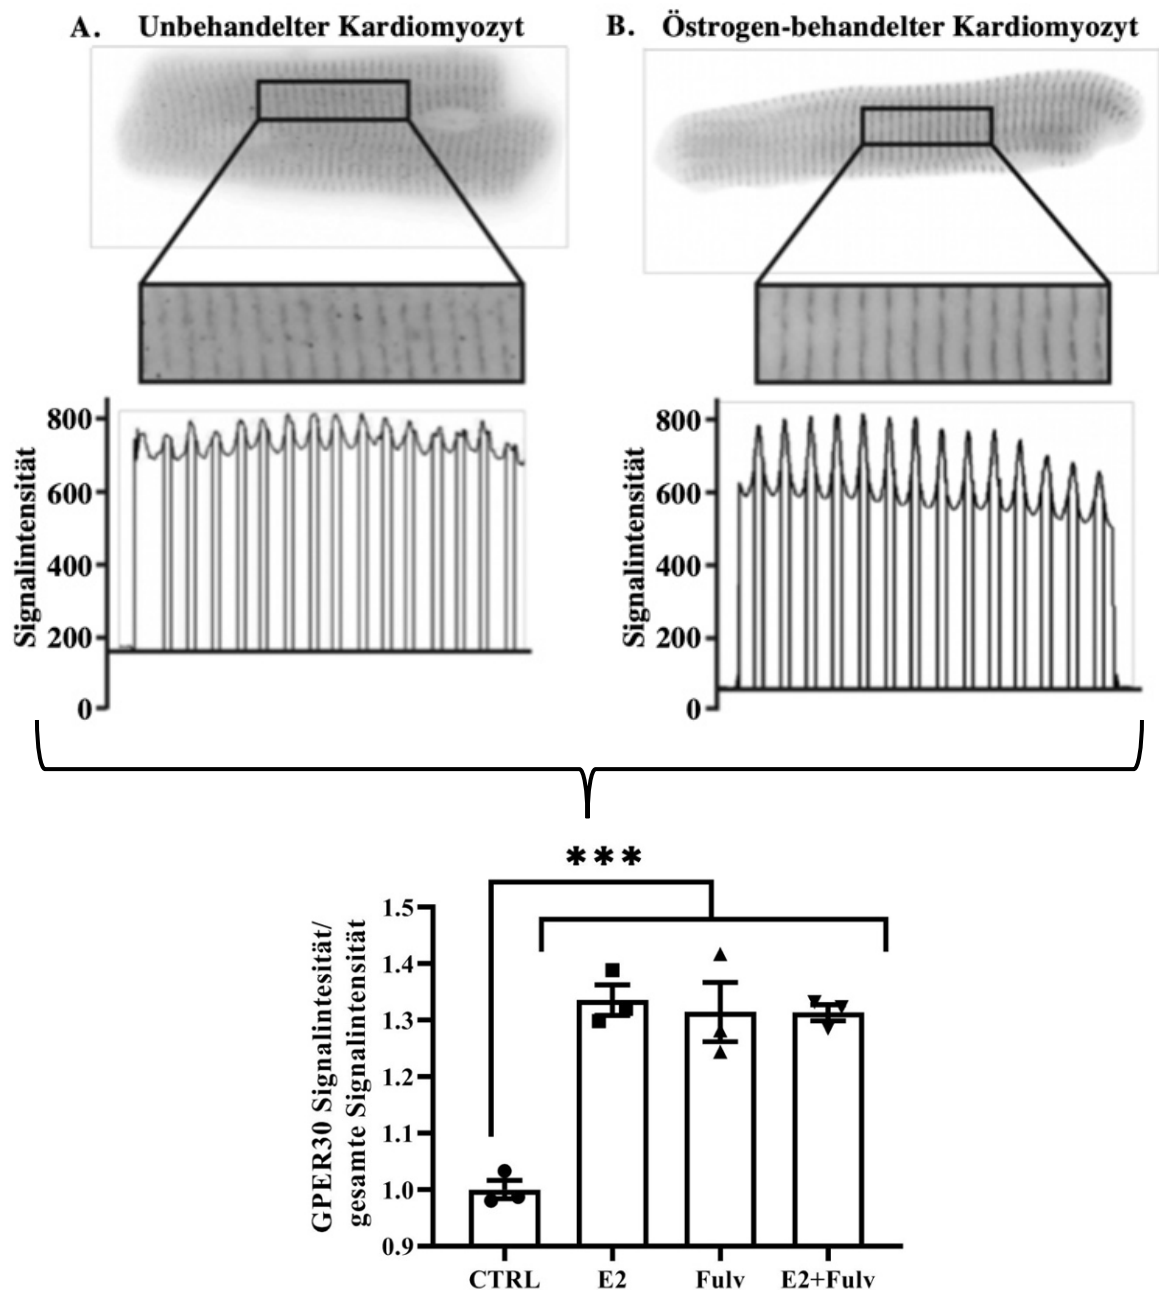 A. Unbehandelter Kardiomyozyt
B. Östrogen-behandelter Kardiomyozyt
Signalintensität
800
600
400
200
0
Signalintensität
800
600
400
200
0
***
GPER30 Signalintesität/
gesamte Signalintensität
1.5
1.4
1.3
1.2
1.1
1.0
0.9
CTRL E2 Fulv E2+Fulv